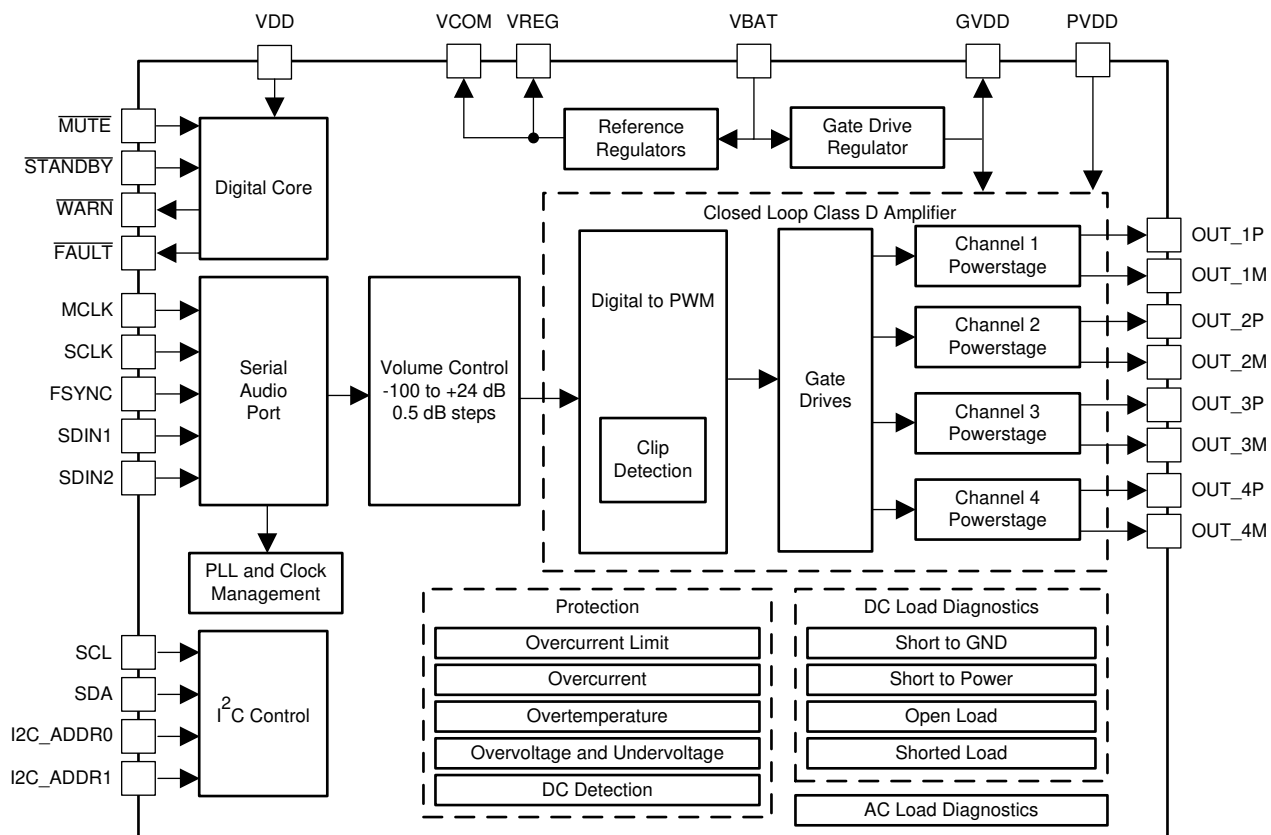 VDD
VCOM
VREG
VBAT
GVDD
PVDD
MUTE
STANDBY
WARN
FAULT
Digital Core
Reference
Regulators
Gate Drive
Regulator
MCLK
SCLK
FSYNC
SDIN1
SDIN2
Serial
Audio
Port
Volume Control
-100 to +24 dB
0.5 dB steps
Closed Loop Class D Amplifier
Digital to PWM
Clip
Detection
Gate
Drives
Channel 1
Powerstage
Channel 2
Powerstage
Channel 3
Powerstage
Channel 4
Powerstage
OUT_1P
OUT_1M
OUT_2P
OUT_2M
OUT_3P
OUT_3M
OUT_4P
OUT_4M
PLL and Clock
Management
SCL
SDA
I2C_ADDR0
I2C_ADDR1
I²C Control
Protection
Overcurrent Limit
Overcurrent
Overtemperature
Overvoltage and Undervoltage
DC Detection
DC Load Diagnostics
Short to GND
Short to Power
Open Load
Shorted Load
AC Load Diagnostics